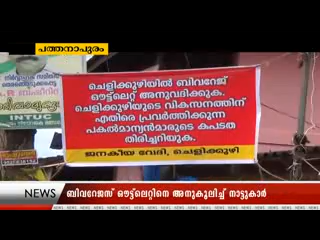 പത്തനാപുരം
ചെളിക്കുഴിയിൽ ബിവറേജ്
ഔട്ട്ലെറ്റ് അനുവദിക്കുക.
ചെളിക്കുഴിയുടെ വികസനത്തിന്
എതിരെ പ്രവർത്തിക്കുന്ന
പകൽമാന്യൻമാരുടെ കപടത
തിരിച്ചറിയുക.
ജനകീയ വേദി, ചെളിക്കുഴി
INTUC
NEWS ബിവറേജസ് ഔട്ട്ലെറ്റിനെ അനുകൂലിച്ച് നാട്ടുകാർ